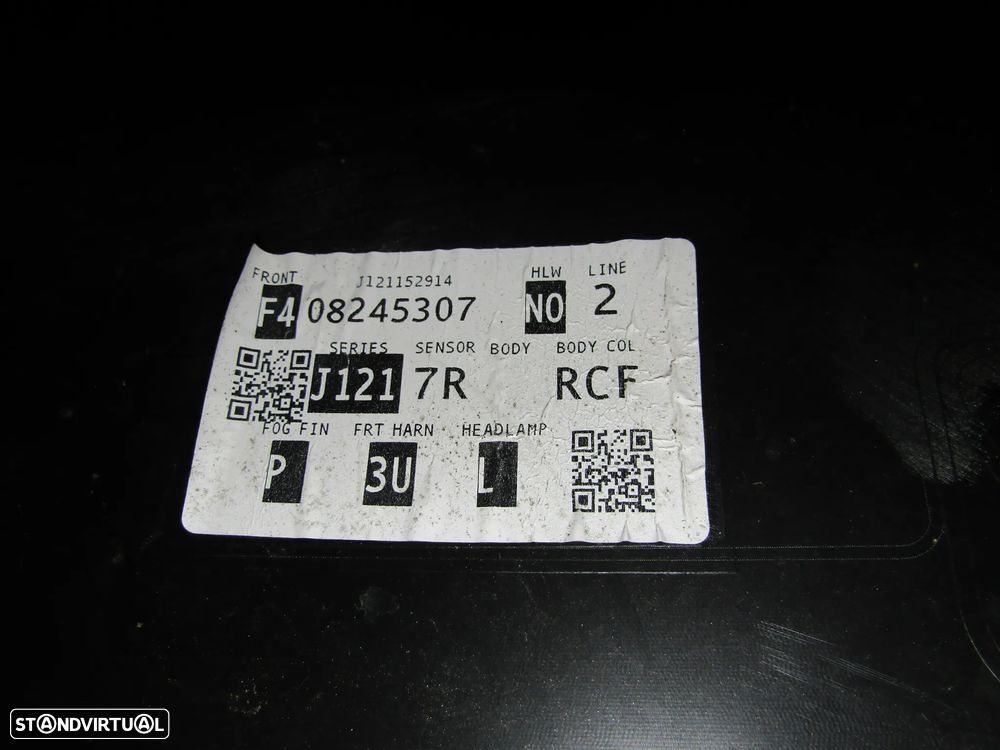 FRONT J121152914 HLW LINE
F4 08245307 NO 2
SERIES SENSOR BODY BODY COL
J121 7R RCF
FOG FIN FRT HARN HEADLAMP
P 3U L
STANDVIRTUAL